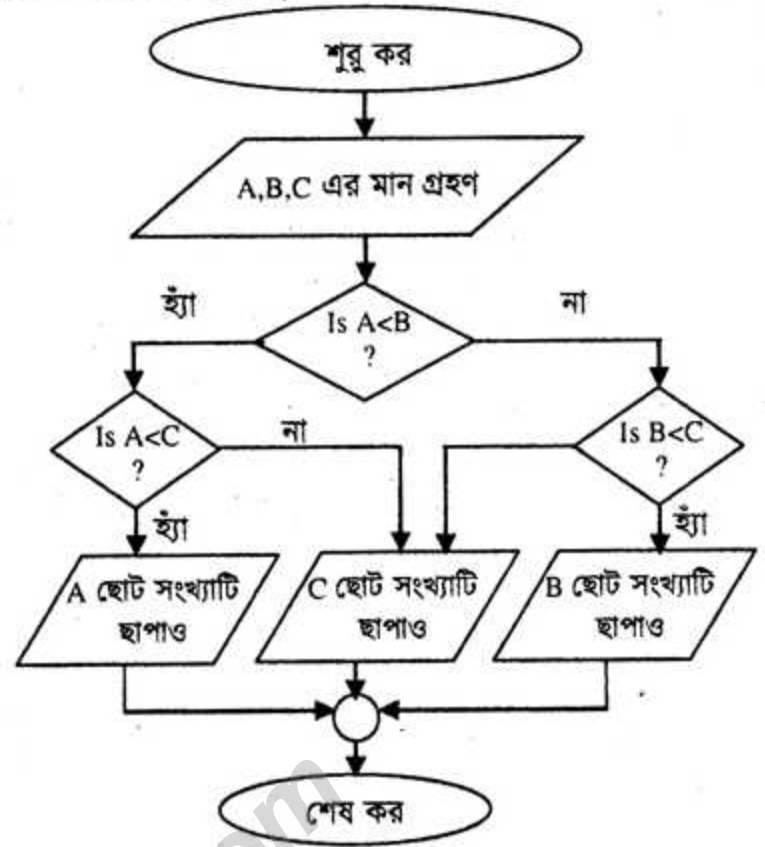 শুরু কর
A,B,C এর মান গ্রহণ
হ্যাঁ
Is A<B
?
না
Is A<C
?
না
Is B<C
?
হ্যাঁ
হ্যাঁ
A ছোট সংখ্যাটি
ছাপাও
C ছোট সংখ্যাটি
ছাপাও
B ছোট সংখ্যাটি
ছাপাও
শেষ কর